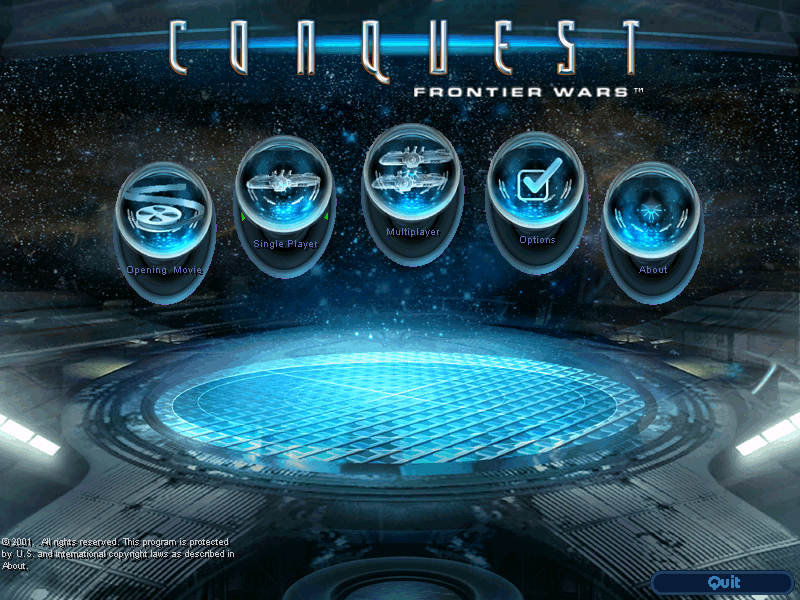 CONQUEST
FRONTIER WARS™
Opening Movie
Single Player
Multiplayer
Options
About
© 2001. All rights reserved. This program is protected
by U.S. and international copyright laws as described in
About.
Quit